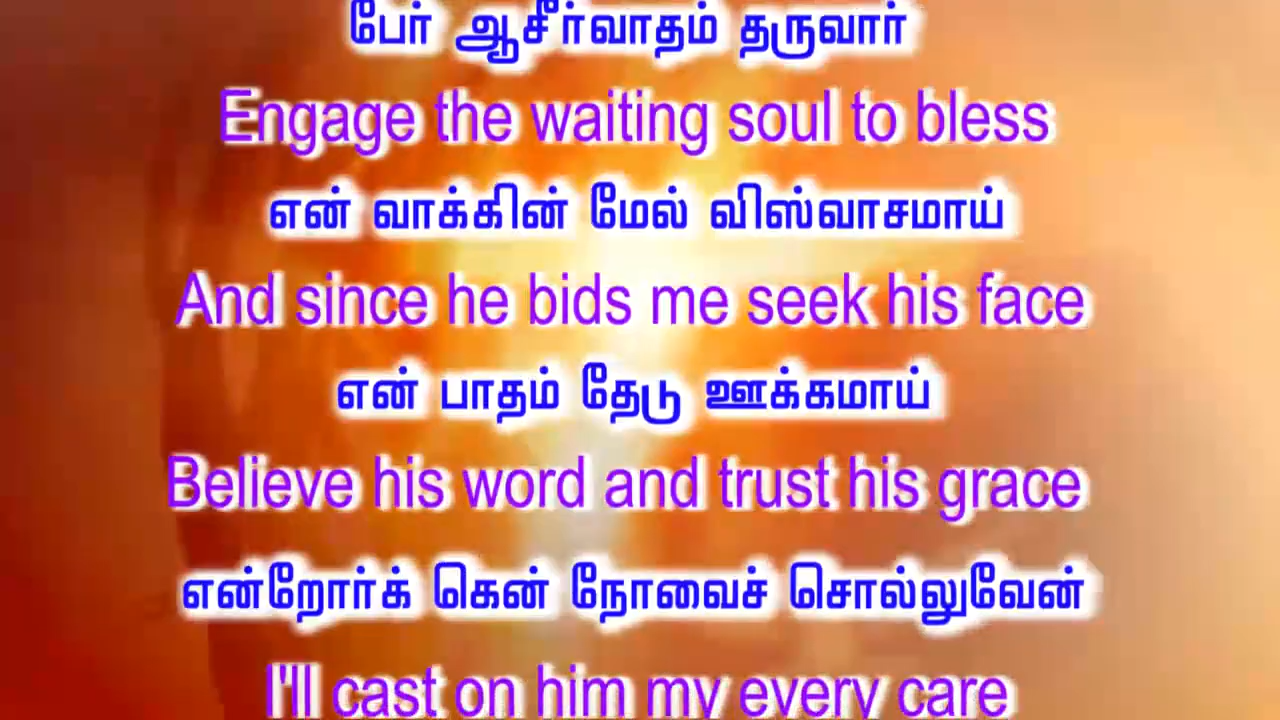 பேர் ஆசீர்வாதம் தருவார்
Engage the waiting soul to bless
என் வாக்கின் மேல் விஸ்வாசமாய்
And since he bids me seek his face
என் பாதம் தேடு ஊக்கமாய்
Believe his word and trust his grace
என்றோர்க் கென் நோவைச் சொல்லுவேன்
I'll cast on him my every care